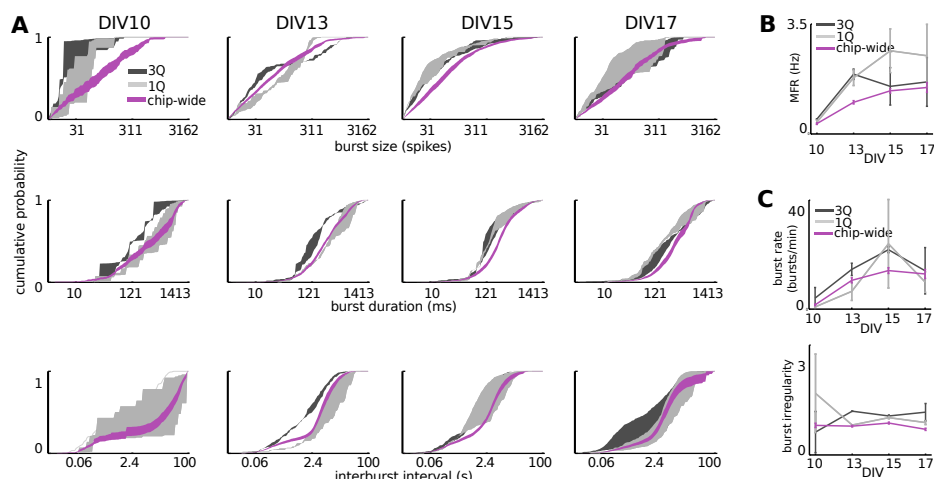 A
DIV10
DIV13
DIV15
DIV17
1
0
3Q
1Q
chip-wide
31 311 3162
31 311 3162
31 311 3162
31 311 3162
burst size (spikes)
cumulative probability
1
0
10 121 1413
10 121 1413
10 121 1413
10 121 1413
burst duration (ms)
1
0
0.06 2.4 100
0.06 2.4 100
0.06 2.4 100
0.06 2.4 100
interburst interval (s)
B
3.5
0
MFR (Hz)
3Q
1Q
chip-wide
10 13 15 17
DIV
C
40
0
burst rate
(bursts/min)
3Q
1Q
chip-wide
10 13 15 17
DIV
3
0
burst irregularity
10 13 15 17
DIV